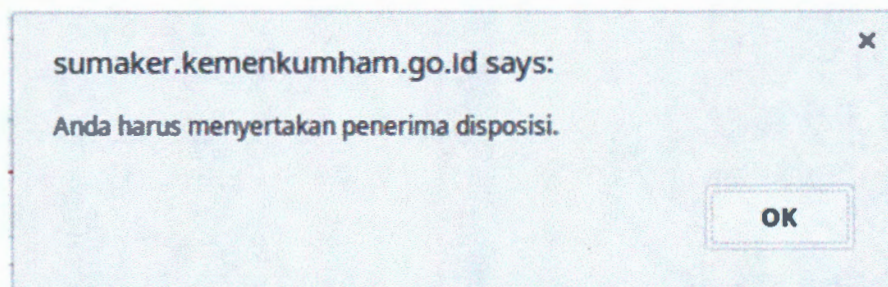 sumaker.kemenkumham.go.id says:
Anda harus menyertakan penerima disposisi.
OK